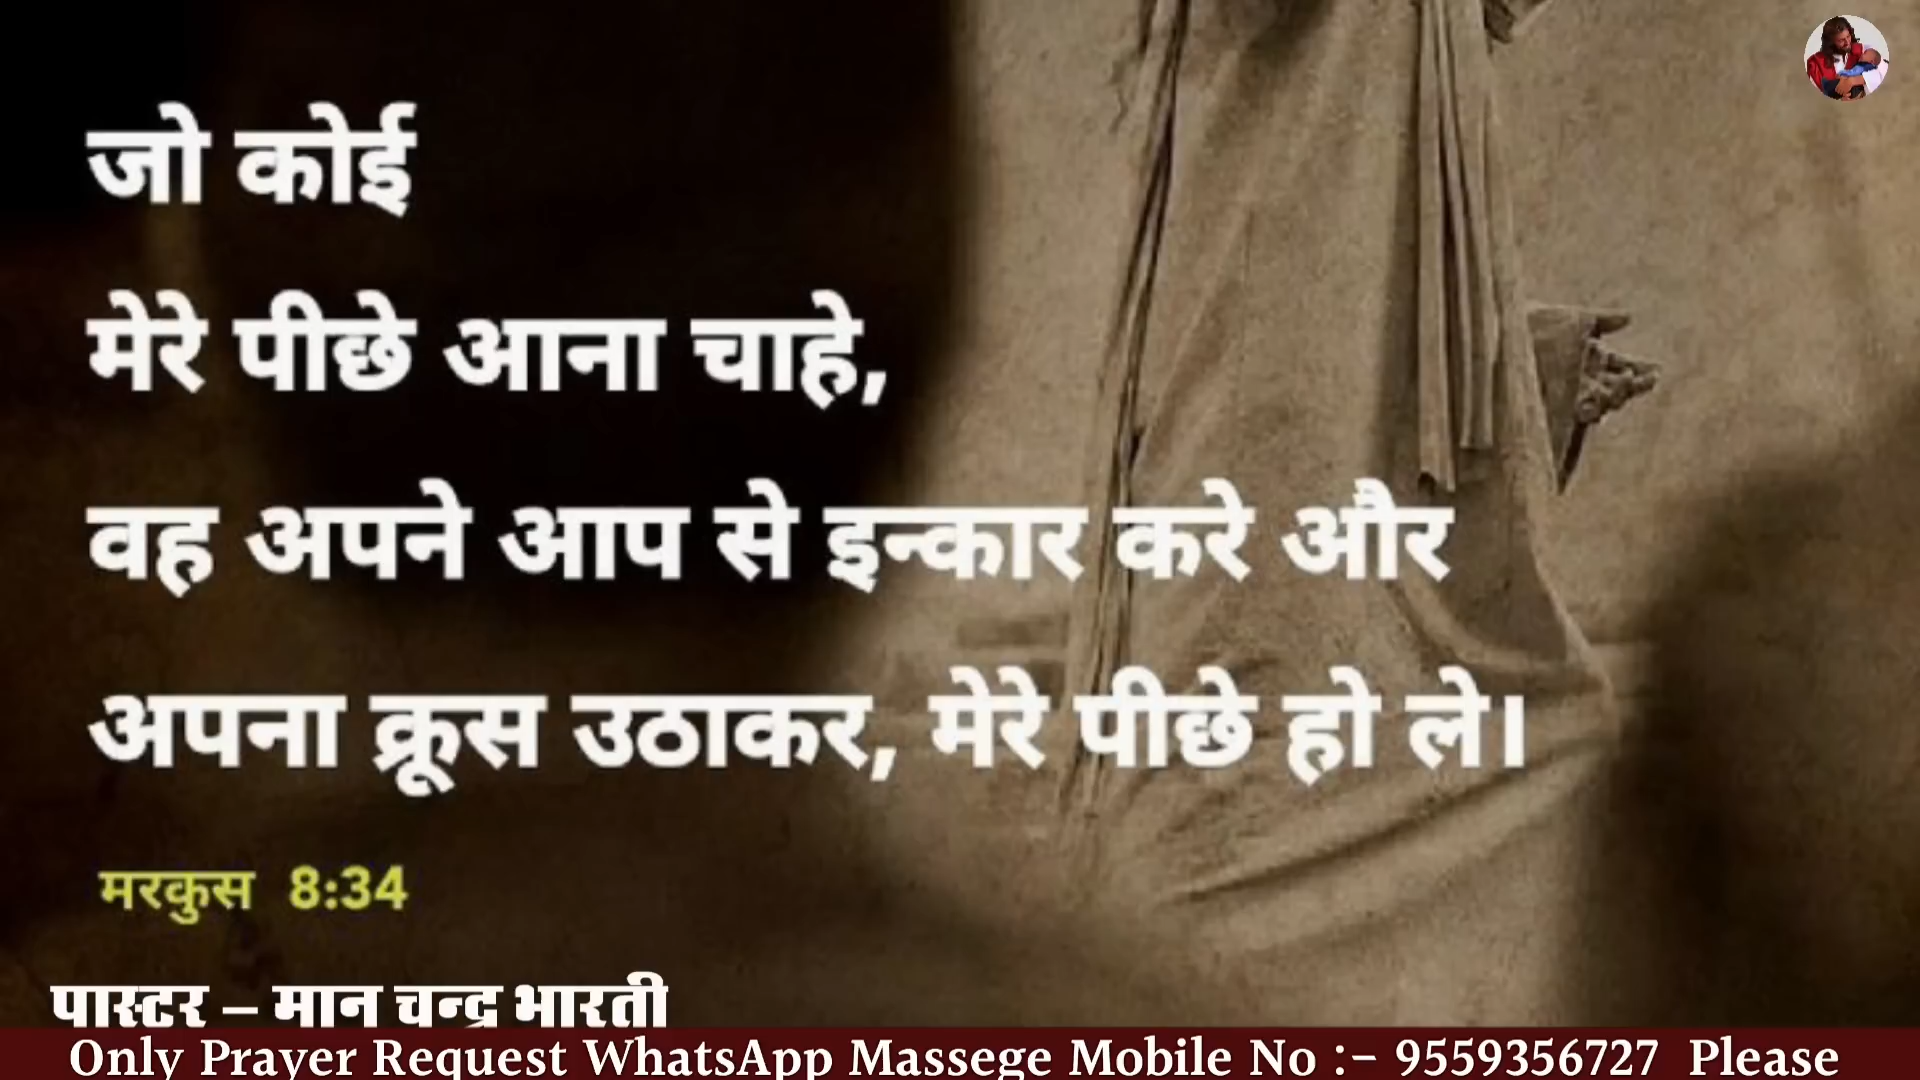 जो कोई
मेरे पीछे आना चाहे,
वह अपने आप से इन्कार करे और
अपना क्रूस उठाकर, मेरे पीछे हो ले।
मरकुस 8:34
पास्टर – मान चन्द्र भारती
Only Prayer Request WhatsApp Massege Mobile No :– 9559356727 Please